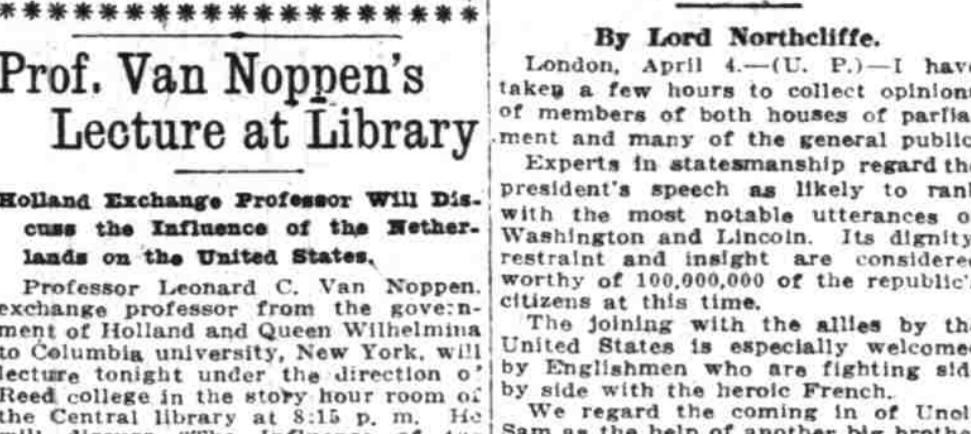 Prof. Van Noppen's
Lecture at Library
Holland Exchange Professor Will Dis-
cuss the Influence of the Nether-
lands on the United States.
Professor Leonard C. Van Noppen,
exchange professor from the govern-
ment of Holland and Queen Wilhelmina
to Columbia university, New York, will
lecture tonight under the direction o'
Reed college in the story hour room of
the Central library at 8:15 p. m. He
By Lord Northcliffe.
London, April 4.—(U. P.)—I have
taken a few hours to collect opinions
of members of both houses of parlia-
ment and many of the general public.
Experts in statesmanship regard the
president's speech as likely to rank
with the most notable utterances of
Washington and Lincoln. Its dignity,
restraint and insight are considered
worthy of 100,000,000 of the republic's
citizens at this time.
The joining with the allies by the
United States is especially welcomed
by Englishmen who are fighting side
by side with the heroic French.
We regard the coming in of Uncle
Sam as the help of another big brother